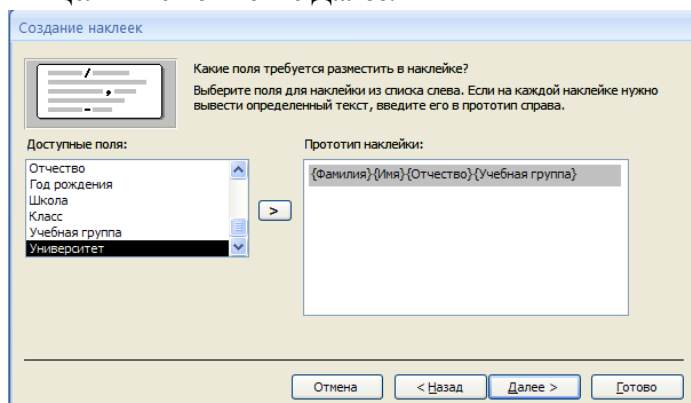 Далее.
Создание наклеек
Какие поля требуется разместить в наклейке?
Выберите поля для наклейки из списка слева. Если на каждой наклейке нужно
вывести определенный текст, введите его в прототип справа.
Доступные поля:
Прототип наклейки:
Отчество
Год рождения
Школа
Класс
Учебная группа
Университет
>
{Фамилия}{Имя}{Отчество}{Учебная группа}
Отмена
< Назад
Далее >
Готово